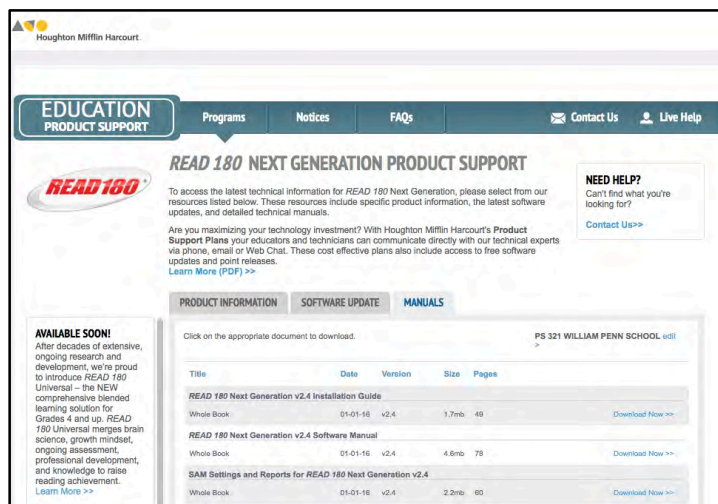 Houghton Mifflin Harcourt
EDUCATION
PRODUCT SUPPORT
Programs
Notices
FAQs
Contact Us
Live Help
READ 180
READ 180 NEXT GENERATION PRODUCT SUPPORT
To access the latest technical information for READ 180 Next Generation, please select from our
resources listed below. These resources include specific product information, the latest software
updates, and detailed technical manuals.
Are you maximizing your technology investment? With Houghton Mifflin Harcourt's Product
Support Plans your educators and technicians can communicate directly with our technical experts
via phone, email or Web Chat. These cost effective plans also include access to free software
updates and point releases.
Learn More (PDF) >>
NEED HELP?
Can't find what you're
looking for?
Contact Us>>
PRODUCT INFORMATION
SOFTWARE UPDATE
MANUALS
AVAILABLE SOON!
After decades of extensive,
ongoing research and
development, we're proud
to introduce READ 180
Universal – the NEW
comprehensive blended
learning solution for
Grades 4 and up. READ
180 Universal merges brain
science, growth mindset,
ongoing assessment,
professional development,
and knowledge to raise
reading achievement.
Learn More >>
Click on the appropriate document to download.
PS 321 WILLIAM PENN SCHOOL edit
>
Title Date Version Size Pages
READ 180 Next Generation v2.4 Installation Guide
Whole Book 01-01-16 v2.4 1.7mb 49 Download Now >>
READ 180 Next Generation v2.4 Software Manual
Whole Book 01-01-16 v2.4 4.6mb 78 Download Now >>
SAM Settings and Reports for READ 180 Next Generation v2.4
Whole Book 01-01-16 v2.4 2.2mb 60 Download Now >>